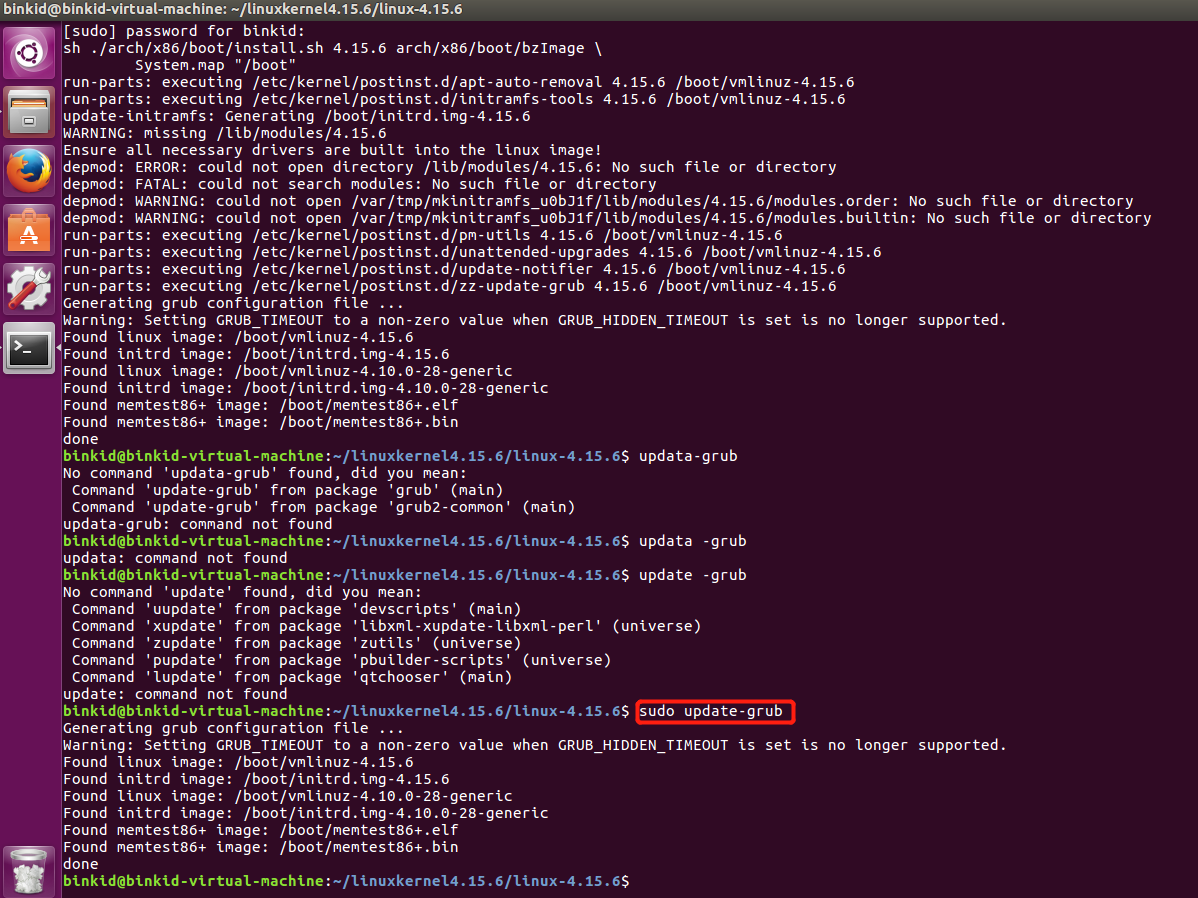 binkid@binkid-virtual-machine: ~/linuxkernel4.15.6/linux-4.15.6
[sudo] password for binkid:
sh ./arch/x86/boot/install.sh 4.15.6 arch/x86/boot/bzImage \
        System.map "/boot"
run-parts: executing /etc/kernel/postinst.d/apt-auto-removal 4.15.6 /boot/vmlinuz-4.15.6
run-parts: executing /etc/kernel/postinst.d/initramfs-tools 4.15.6 /boot/vmlinuz-4.15.6
update-initramfs: Generating /boot/initrd.img-4.15.6
WARNING: missing /lib/modules/4.15.6
Ensure all necessary drivers are built into the linux image!
depmod: ERROR: could not open directory /lib/modules/4.15.6: No such file or directory
depmod: FATAL: could not search modules: No such file or directory
depmod: WARNING: could not open /var/tmp/mkinitramfs_u0bJ1f/lib/modules/4.15.6/modules.order: No such file or directory
depmod: WARNING: could not open /var/tmp/mkinitramfs_u0bJ1f/lib/modules/4.15.6/modules.builtin: No such file or directory
run-parts: executing /etc/kernel/postinst.d/pm-utils 4.15.6 /boot/vmlinuz-4.15.6
run-parts: executing /etc/kernel/postinst.d/unattended-upgrades 4.15.6 /boot/vmlinuz-4.15.6
run-parts: executing /etc/kernel/postinst.d/update-notifier 4.15.6 /boot/vmlinuz-4.15.6
run-parts: executing /etc/kernel/postinst.d/zz-update-grub 4.15.6 /boot/vmlinuz-4.15.6
Generating grub configuration file ...
Warning: Setting GRUB_TIMEOUT to a non-zero value when GRUB_HIDDEN_TIMEOUT is set is no longer supported.
Found linux image: /boot/vmlinuz-4.15.6
Found initrd image: /boot/initrd.img-4.15.6
Found linux image: /boot/vmlinuz-4.10.0-28-generic
Found initrd image: /boot/initrd.img-4.10.0-28-generic
Found memtest86+ image: /boot/memtest86+.elf
Found memtest86+ image: /boot/memtest86+.bin
done
binkid@binkid-virtual-machine:~/linuxkernel4.15.6/linux-4.15.6$ updata-grub
No command 'updata-grub' found, did you mean:
 Command 'update-grub' from package 'grub' (main)
 Command 'update-grub' from package 'grub2-common' (main)
updata-grub: command not found
binkid@binkid-virtual-machine:~/linuxkernel4.15.6/linux-4.15.6$ updata -grub
updata: command not found
binkid@binkid-virtual-machine:~/linuxkernel4.15.6/linux-4.15.6$ update -grub
No command 'update' found, did you mean:
 Command 'uupdate' from package 'devscripts' (main)
 Command 'xupdate' from package 'libxml-xupdate-libxml-perl' (universe)
 Command 'zupdate' from package 'zutils' (universe)
 Command 'pupdate' from package 'pbuilder-scripts' (universe)
 Command 'lupdate' from package 'qtchooser' (main)
update: command not found
binkid@binkid-virtual-machine:~/linuxkernel4.15.6/linux-4.15.6$ sudo update-grub
Generating grub configuration file ...
Warning: Setting GRUB_TIMEOUT to a non-zero value when GRUB_HIDDEN_TIMEOUT is set is no longer supported.
Found linux image: /boot/vmlinuz-4.15.6
Found initrd image: /boot/initrd.img-4.15.6
Found linux image: /boot/vmlinuz-4.10.0-28-generic
Found initrd image: /boot/initrd.img-4.10.0-28-generic
Found memtest86+ image: /boot/memtest86+.elf
Found memtest86+ image: /boot/memtest86+.bin
done
binkid@binkid-virtual-machine:~/linuxkernel4.15.6/linux-4.15.6$